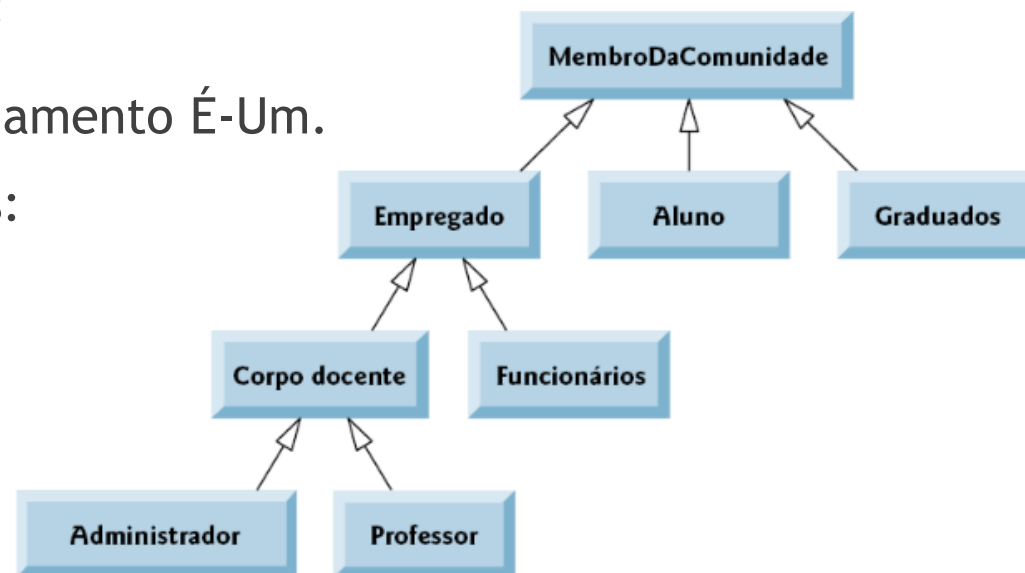 MembroDaComunidade
amento É-Um.
Empregado
Aluno
Graduados
:
Corpo docente
Funcionários
Administrador
Professor